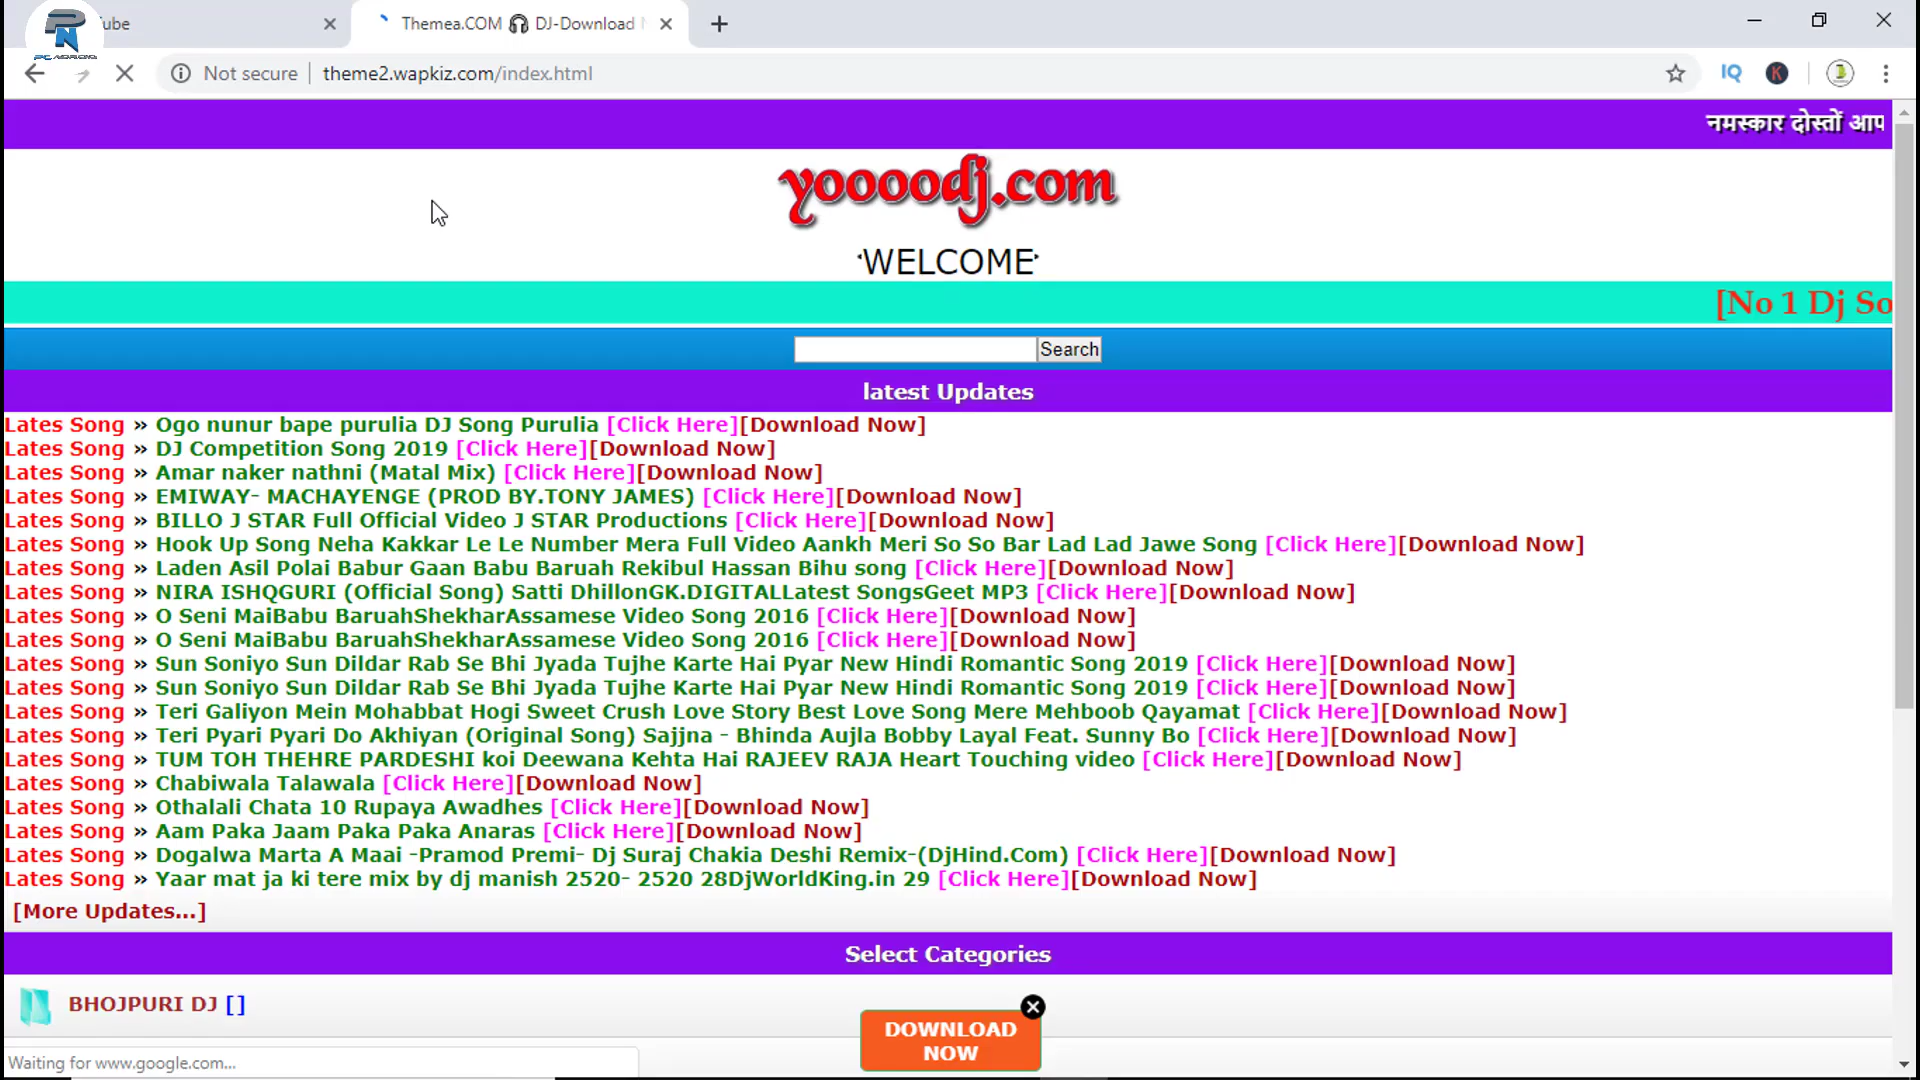 ube
Themea.COM 🎧 DJ-Download
Not secure theme2.wapkiz.com/index.html
IQ K
नमस्कार दोस्तों आप
yoooodj.com
WELCOME
[No 1 Dj So
Search
latest Updates
Lates Song » Ogo nunur bape purulia DJ Song Purulia [Click Here][Download Now]
Lates Song » DJ Competition Song 2019 [Click Here][Download Now]
Lates Song » Amar naker nathni (Matal Mix) [Click Here][Download Now]
Lates Song » EMIWAY- MACHAYENGE (PROD BY.TONY JAMES) [Click Here][Download Now]
Lates Song » BILLO J STAR Full Official Video J STAR Productions [Click Here][Download Now]
Lates Song » Hook Up Song Neha Kakkar Le Le Number Mera Full Video Aankh Meri So So Bar Lad Lad Jawe Song [Click Here][Download Now]
Lates Song » Laden Asil Polai Babur Gaan Babu Baruah Rekibul Hassan Bihu song [Click Here][Download Now]
Lates Song » NIRA ISHQGURI (Official Song) Satti DhillonGK.DIGITALLatest SongsGeet MP3 [Click Here][Download Now]
Lates Song » O Seni MaiBabu BaruahShekharAssamese Video Song 2016 [Click Here][Download Now]
Lates Song » O Seni MaiBabu BaruahShekharAssamese Video Song 2016 [Click Here][Download Now]
Lates Song » Sun Soniyo Sun Dildar Rab Se Bhi Jyada Tujhe Karte Hai Pyar New Hindi Romantic Song 2019 [Click Here][Download Now]
Lates Song » Sun Soniyo Sun Dildar Rab Se Bhi Jyada Tujhe Karte Hai Pyar New Hindi Romantic Song 2019 [Click Here][Download Now]
Lates Song » Teri Galiyon Mein Mohabbat Hogi Sweet Crush Love Story Best Love Song Mere Mehboob Qayamat [Click Here][Download Now]
Lates Song » Teri Pyari Pyari Do Akhiyan (Original Song) Sajjna - Bhinda Aujla Bobby Layal Feat. Sunny Bo [Click Here][Download Now]
Lates Song » TUM TOH THEHRE PARDESHI koi Deewana Kehta Hai RAJEEV RAJA Heart Touching video [Click Here][Download Now]
Lates Song » Chabiwala Talawala [Click Here][Download Now]
Lates Song » Othalali Chata 10 Rupaya Awadhes [Click Here][Download Now]
Lates Song » Aam Paka Jaam Paka Paka Anaras [Click Here][Download Now]
Lates Song » Dogalwa Marta A Maai -Pramod Premi- Dj Suraj Chakia Deshi Remix-(DjHind.Com) [Click Here][Download Now]
Lates Song » Yaar mat ja ki tere mix by dj manish 2520- 2520 28DjWorldKing.in 29 [Click Here][Download Now]
[More Updates...]
Select Categories
BHOJPURI DJ []
DOWNLOAD
NOW
Waiting for www.google.com...